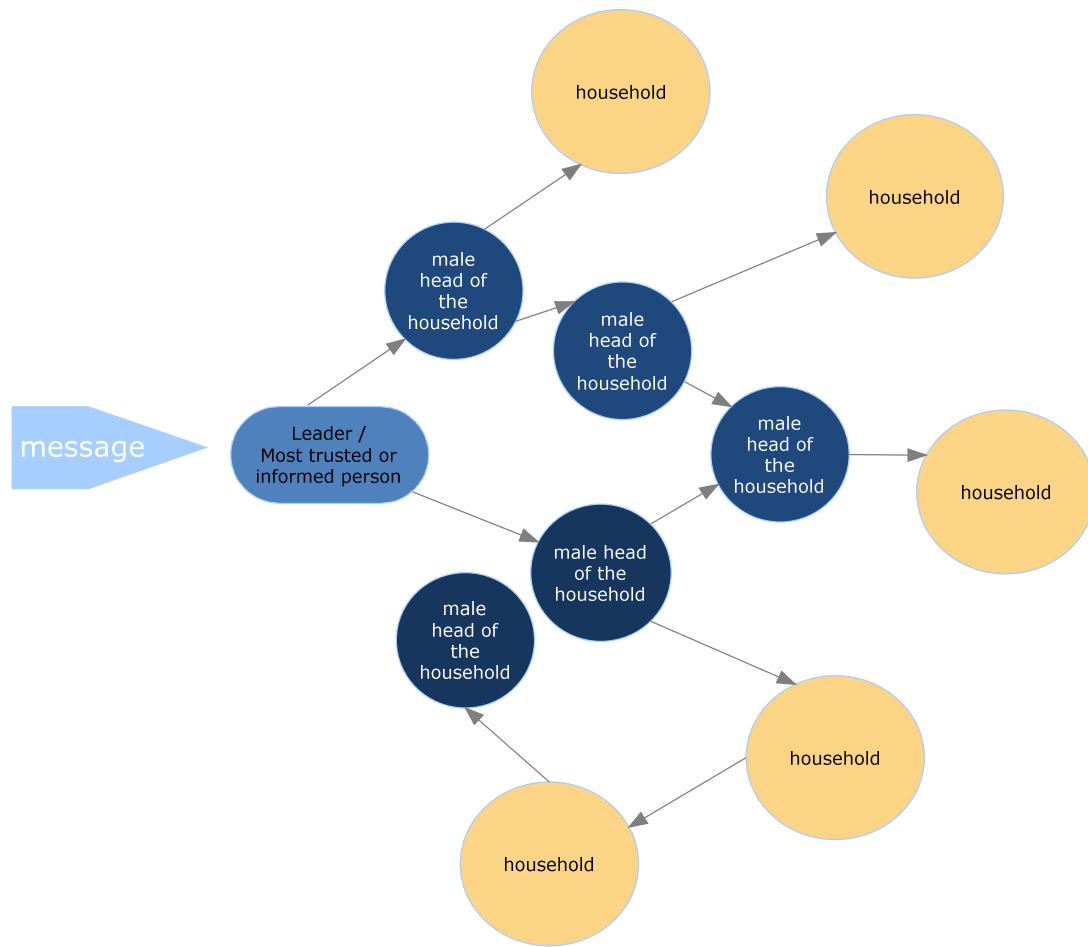 household
household
male
head of
the
household
male
head of
the
household
message
Leader /
Most trusted or
informed person
male
head of
the
household
household
male head
of the
household
male
head of
the
household
household
household